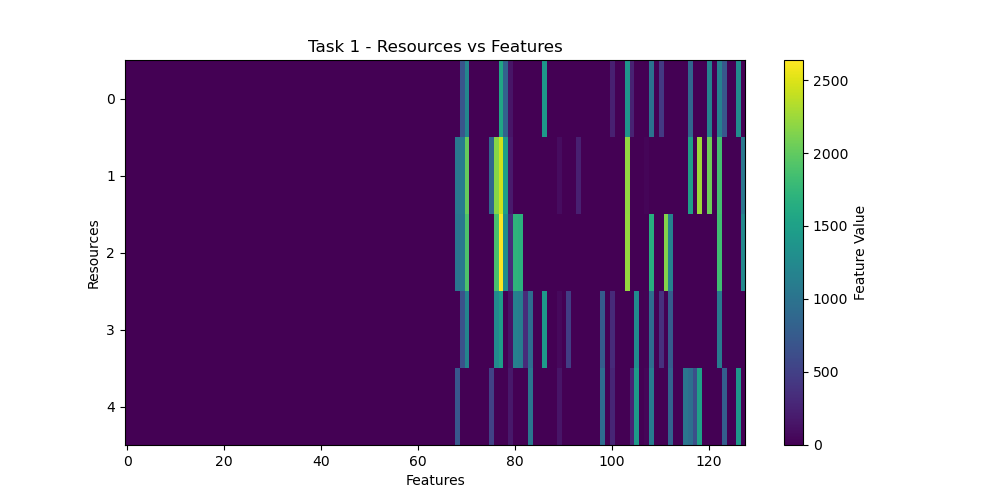 Task 1 - Resources vs Features
Resources
0
1
2
3
4
0 20 40 60 80 100 120
Features
2500
2000
1500
1000
500
0
Feature Value